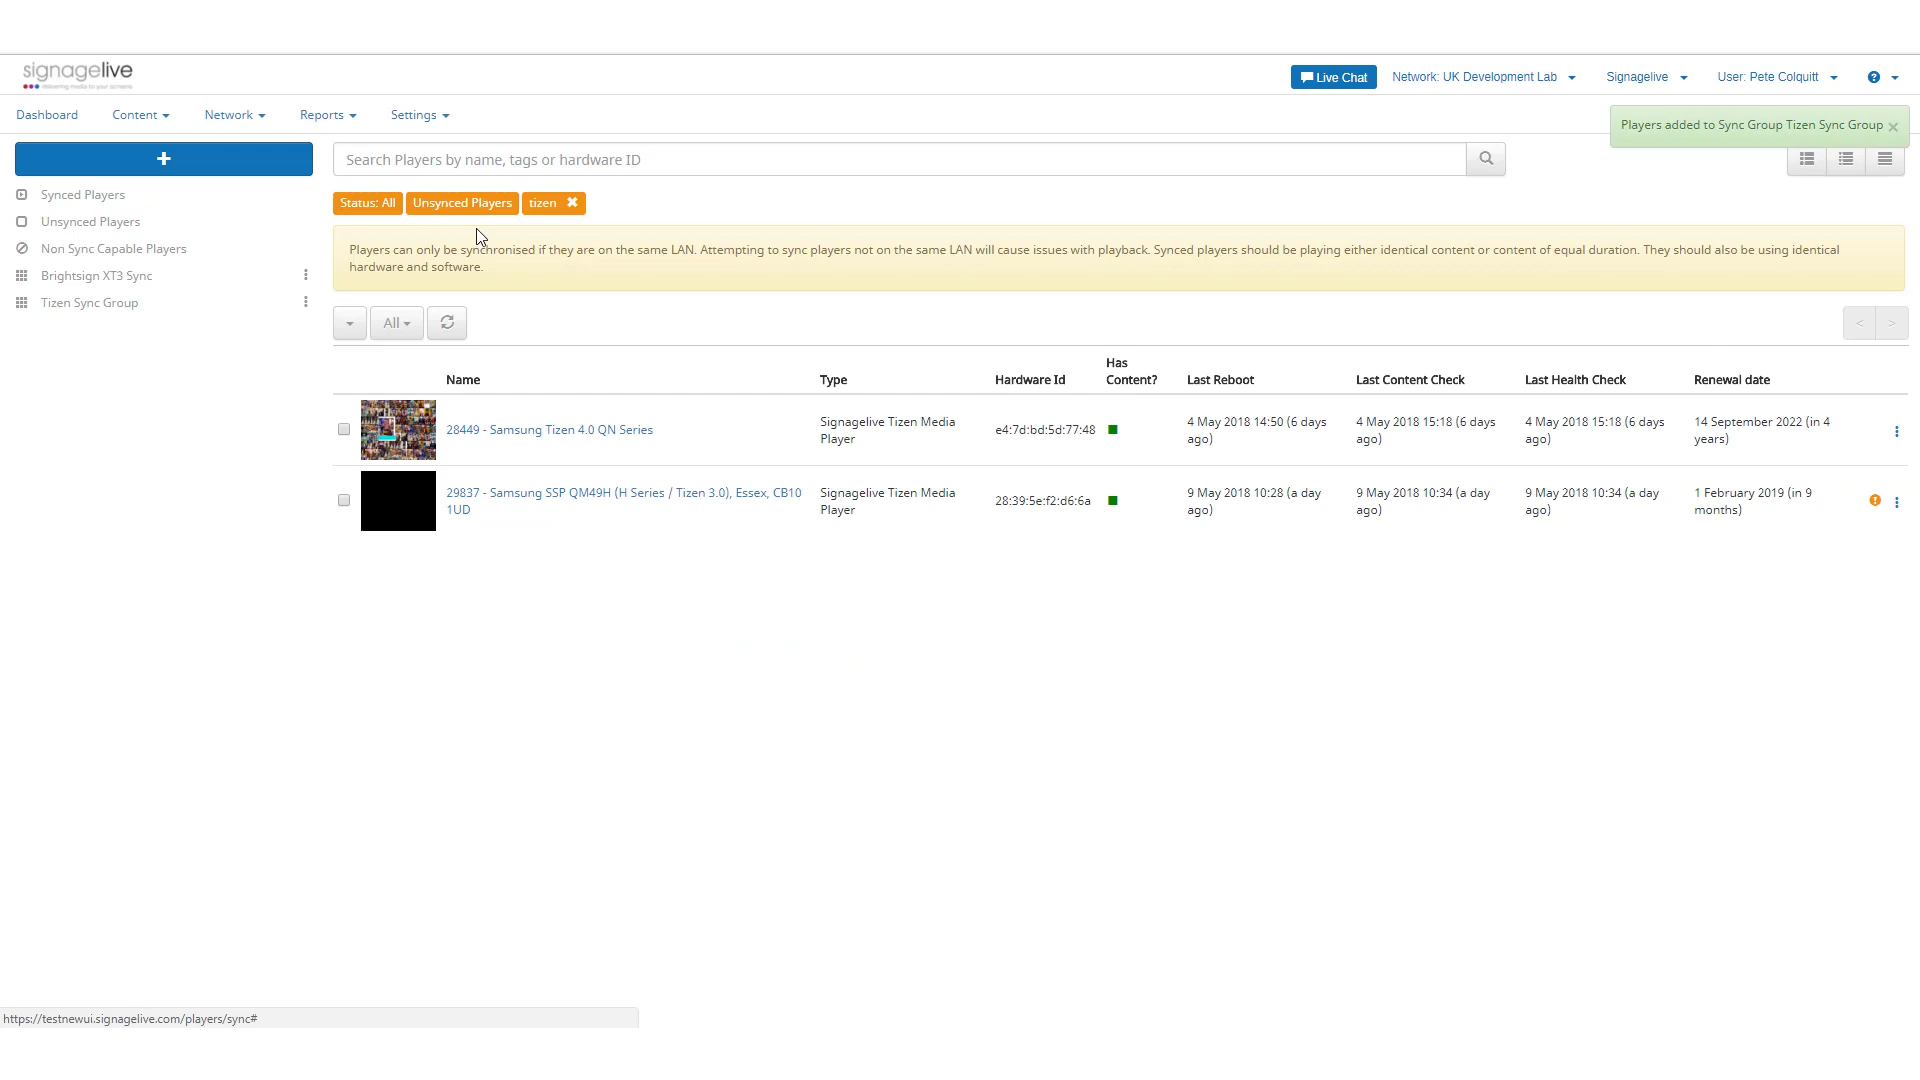 signagelive
delivering media to your screens
Live Chat
Network: UK Development Lab
Signagelive
User: Pete Colquitt
Dashboard
Content
Network
Reports
Settings
Players added to Sync Group Tizen Sync Group
Search Players by name, tags or hardware ID
Synced Players
Unsynced Players
Non Sync Capable Players
Brightsign XT3 Sync
Tizen Sync Group
Status: All
Unsynced Players
tizen
Players can only be synchronised if they are on the same LAN. Attempting to sync players not on the same LAN will cause issues with playback. Synced players should be playing either identical content or content of equal duration. They should also be using identical
hardware and software.
All
< >
Name
Type
Hardware Id
Has
Content?
Last Reboot
Last Content Check
Last Health Check
Renewal date
28449 - Samsung Tizen 4.0 QN Series
Signagelive Tizen Media
Player
e4:7d:bd:5d:77:48
4 May 2018 14:50 (6 days
ago)
4 May 2018 15:18 (6 days
ago)
4 May 2018 15:18 (6 days
ago)
14 September 2022 (in 4
years)
29837 - Samsung SSP QM49H (H Series / Tizen 3.0), Essex, CB10
1UD
Signagelive Tizen Media
Player
28:39:5e:f2:d6:6a
9 May 2018 10:28 (a day
ago)
9 May 2018 10:34 (a day
ago)
9 May 2018 10:34 (a day
ago)
1 February 2019 (in 9
months)
https://testnewui.signagelive.com/players/sync#